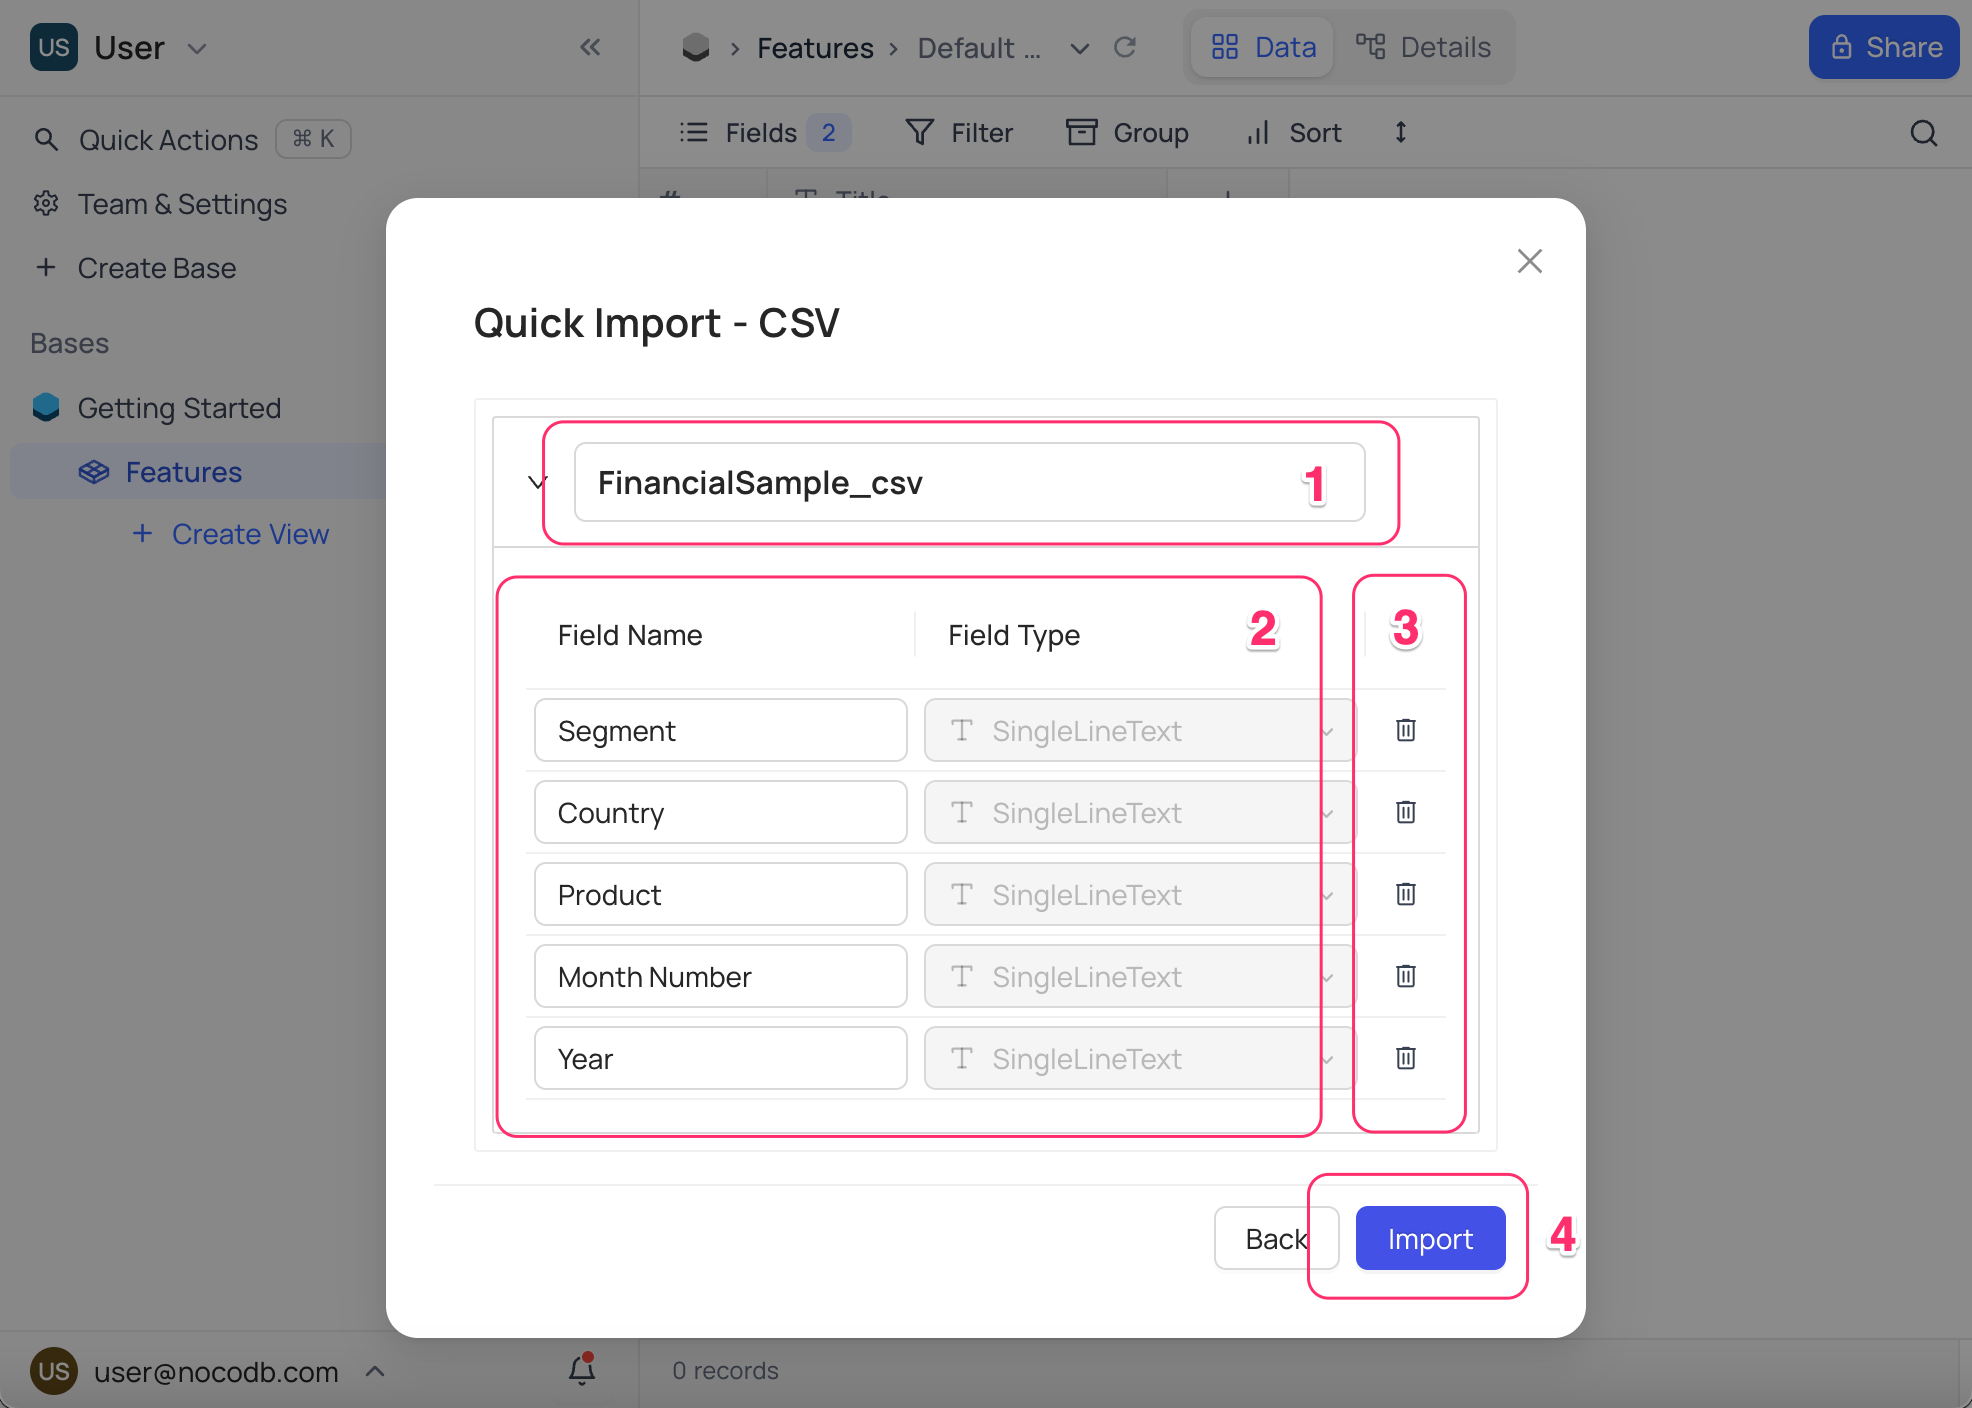 US User
Features Default ...
Data Details
Share
Quick Actions ⌘ K
Fields 2 Filter Group Sort
Team & Settings
# Title
Create Base
Quick Import - CSV
Bases
Getting Started
FinancialSample_csv 1
Features
Create View
Field Name Field Type 2 3
Segment SingleLineText
Country SingleLineText
Product SingleLineText
Month Number SingleLineText
Year SingleLineText
Back Import 4
US user@nocodb.com
0 records